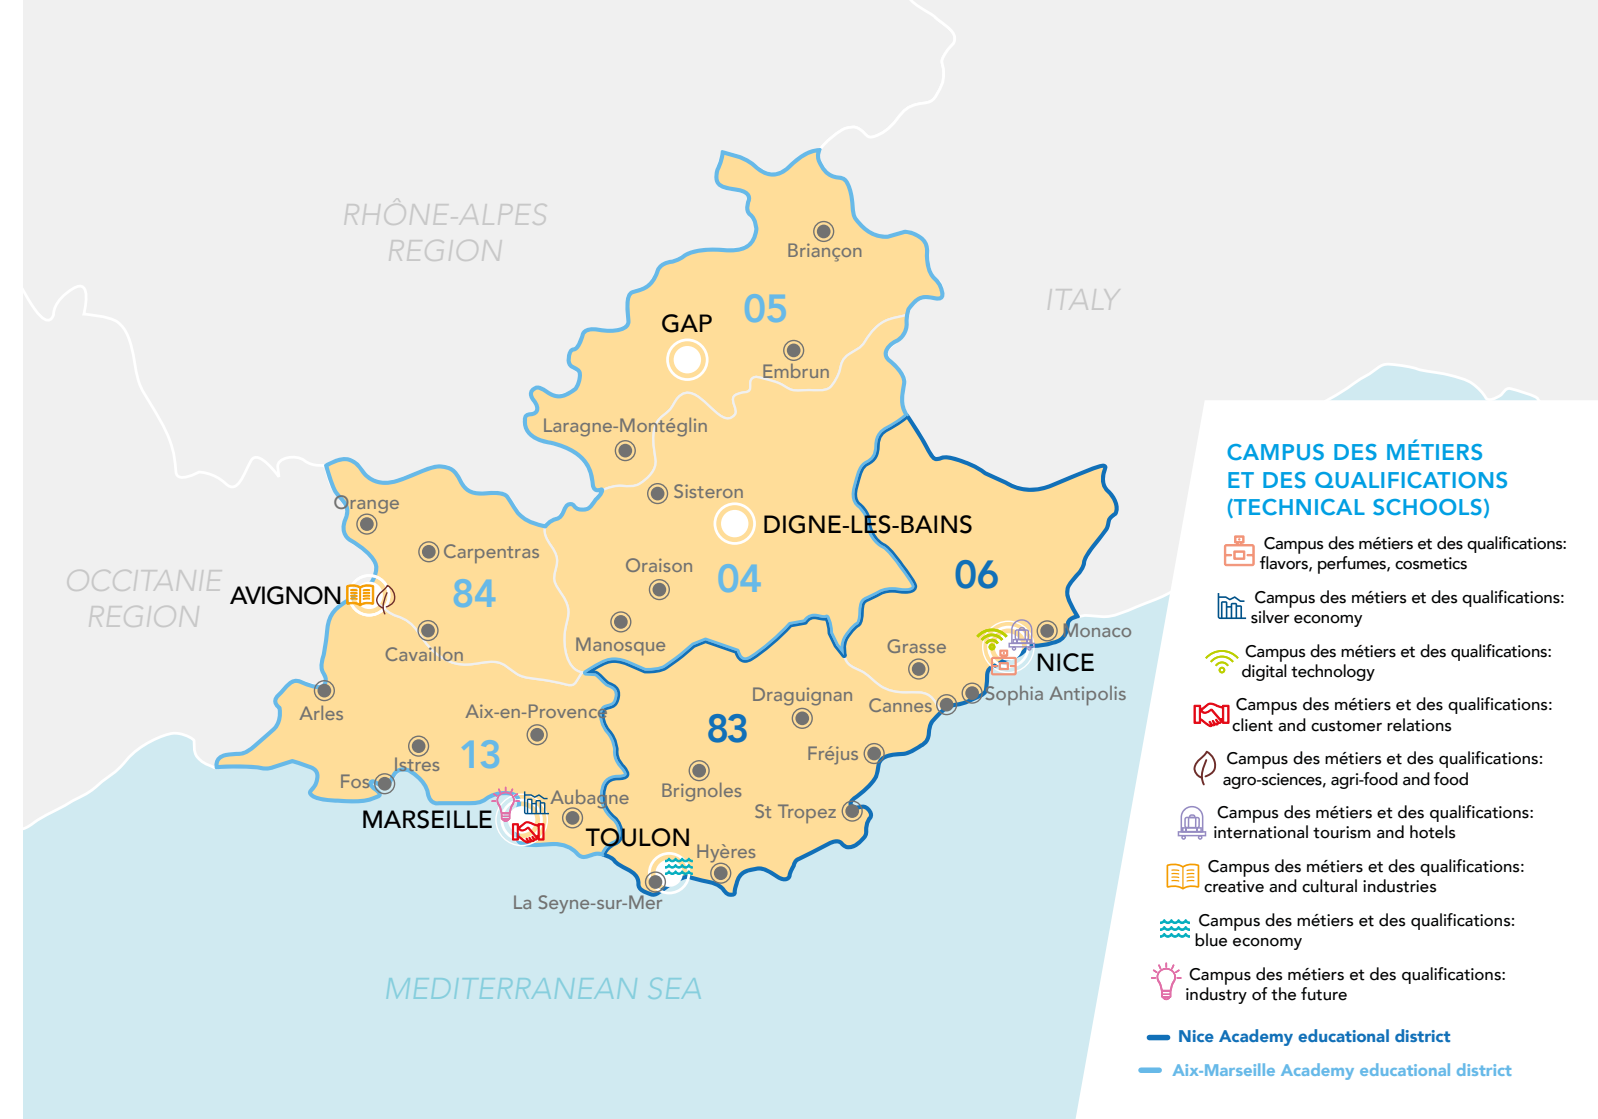 RHÔNE-ALPES
REGION
Briançon
ITALY
05
GAP
Embrun
Laragne-Montéglin
Sisteron
Orange
DIGNE-LES-BAINS
Carpentras
OCCITANIE
REGION
AVIGNON
84
Oraison
04
06
Manosque
Cavaillon
Monaco
Grasse
NICE
Sophia Antipolis
Cannes
Draguignan
Arles
Aix-en-Provence
83
13
Istres
Fos
Fréjus
Brignoles
Aubagne
St Tropez
MARSEILLE
TOULON
Hyères
La Seyne-sur-Mer
MEDITERRANEAN SEA
CAMPUS DES MÉTIERS
ET DES QUALIFICATIONS
(TECHNICAL SCHOOLS)
Campus des métiers et des qualifications:
flavors, perfumes, cosmetics
Campus des métiers et des qualifications:
silver economy
Campus des métiers et des qualifications:
digital technology
Campus des métiers et des qualifications:
client and customer relations
Campus des métiers et des qualifications:
agro-sciences, agri-food and food
Campus des métiers et des qualifications:
international tourism and hotels
Campus des métiers et des qualifications:
creative and cultural industries
Campus des métiers et des qualifications:
blue economy
Campus des métiers et des qualifications:
industry of the future
Nice Academy educational district
Aix-Marseille Academy educational district